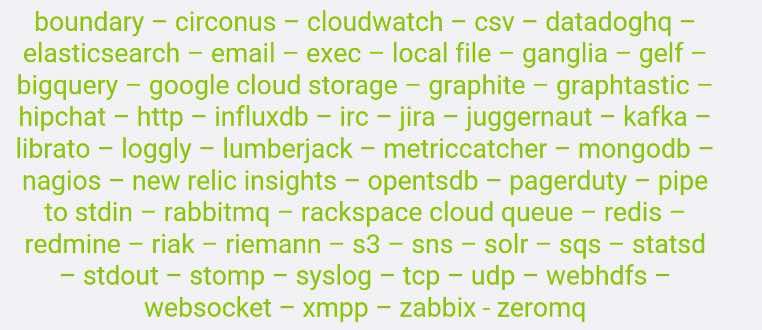 boundary – circonus – cloudwatch – csv – datadoghq –
elasticsearch – email – exec – local file – ganglia – gelf –
bigquery – google cloud storage – graphite – graphtastic –
hipchat – http – influxdb – irc – jira – juggernaut – kafka –
librato – loggly – lumberjack – metriccatcher – mongodb –
nagios – new relic insights – opentsdb – pagerduty – pipe
to stdin – rabbitmq – rackspace cloud queue – redis –
redmine – riak – riemann – s3 – sns – solr – sqs – statsd
– stdout – stomp – syslog – tcp – udp – webhdfs –
websocket – xmpp – zabbix - zeromq